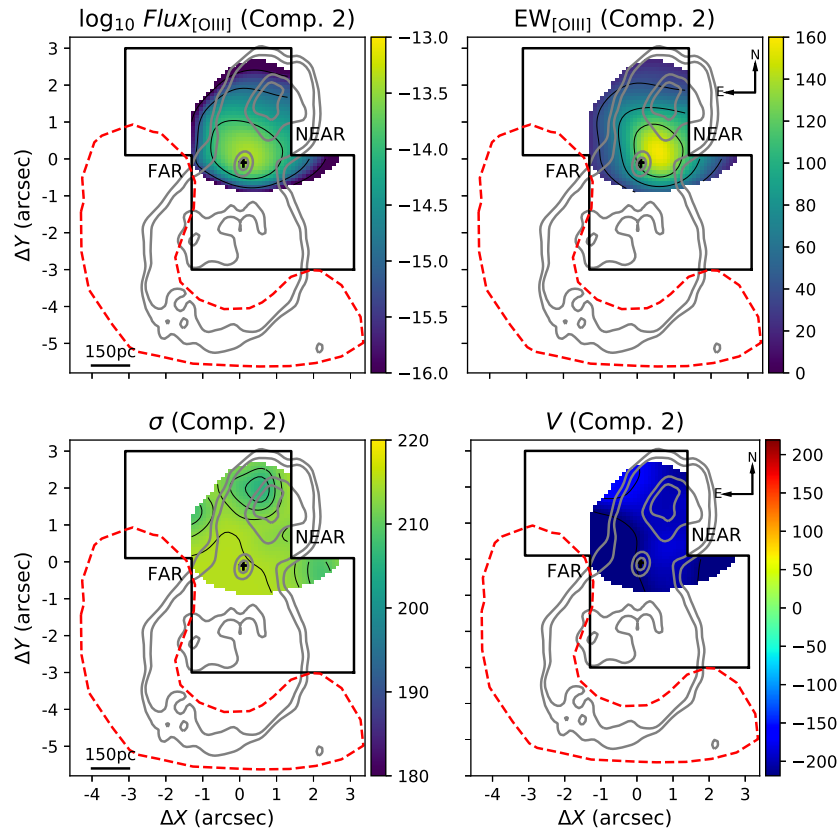 log₁₀ Flux[OIII] (Comp. 2)
EW[OIII] (Comp. 2)
3
2
1
0
-1
-2
-3
-4
-5
ΔY (arcsec)
FAR
NEAR
150pc
−13.0
−13.5
−14.0
−14.5
−15.0
−15.5
−16.0
N
E
NEAR
FAR
160
140
120
100
80
60
40
20
0
σ (Comp. 2)
V (Comp. 2)
3
2
1
0
-1
-2
-3
-4
-5
ΔY (arcsec)
FAR
NEAR
150pc
-4 -3 -2 -1 0 1 2 3
ΔX (arcsec)
220
210
200
190
180
N
E
NEAR
FAR
-4 -3 -2 -1 0 1 2 3
ΔX (arcsec)
200
150
100
50
0
−50
−100
−150
−200